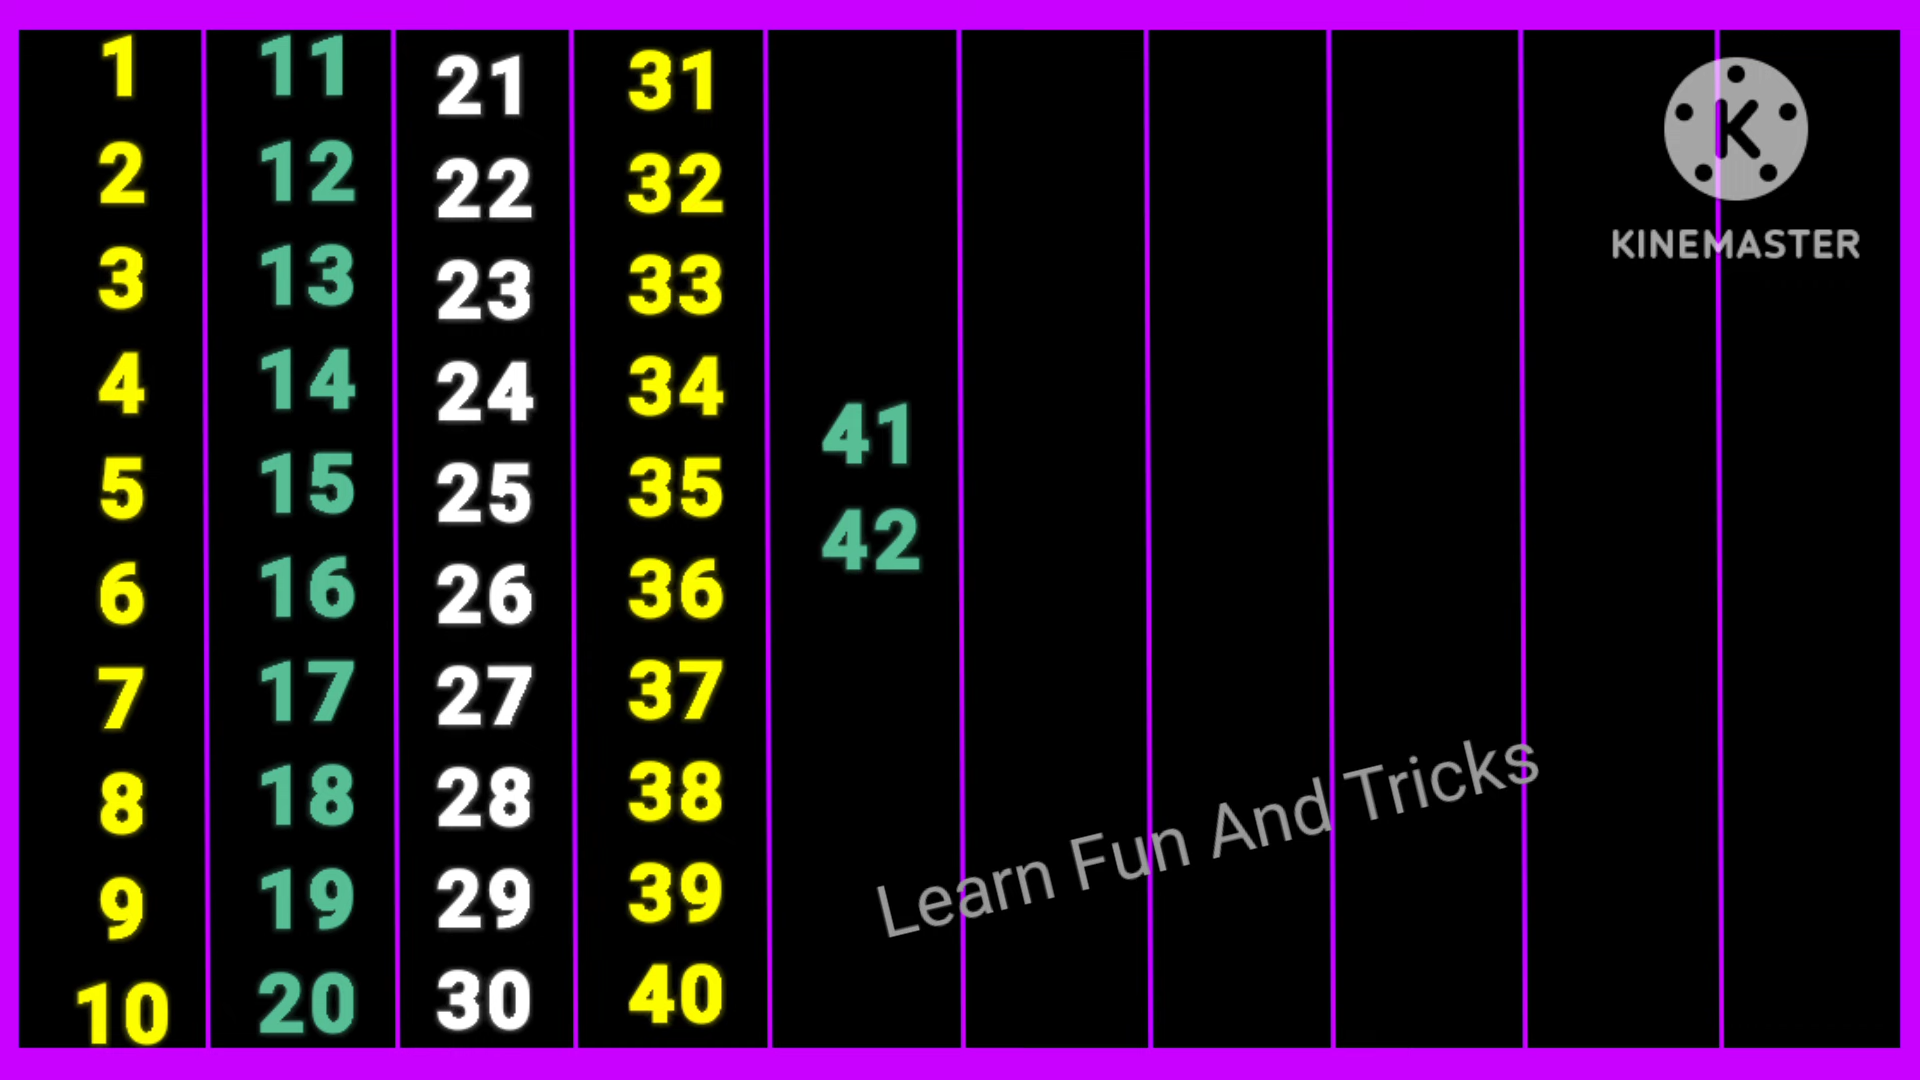 1 11 21 31
2 12 22 32
3 13 23 33
4 14 24 34
41
5 15 25 35
42
6 16 26 36
7 17 27 37
8 18 28 38
9 19 29 39
10 20 30 40
K
KINEMASTER
Learn Fun And Tricks